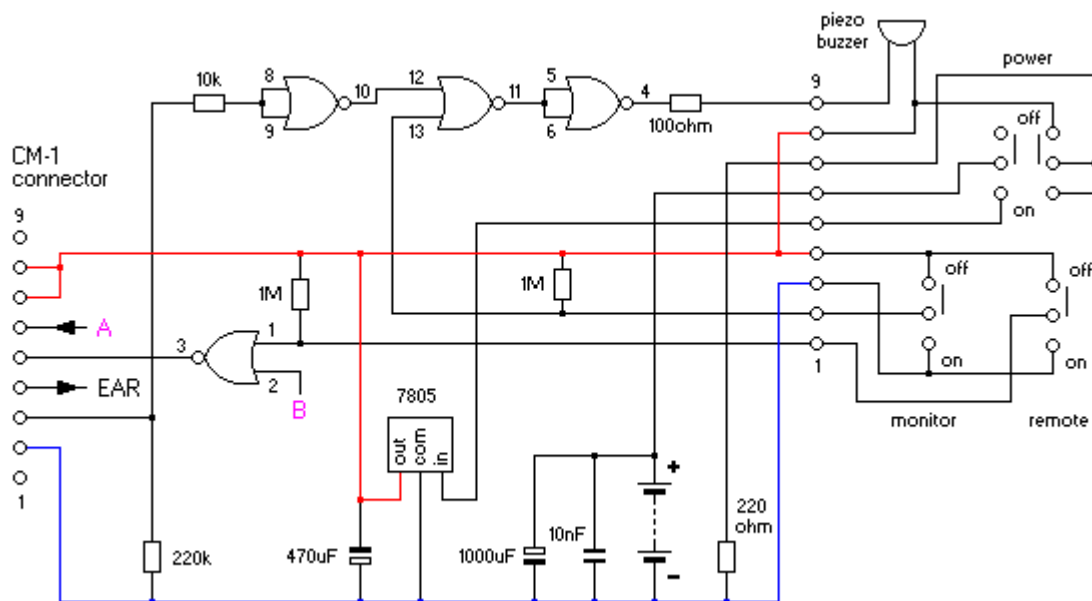 piezo
buzzer
power
10k
8
9
10
12
13
11
5
6
4
100ohm
9
off
on
CM-1
connector
9
1M
1M
A
3
1
2
B
EAR
7805
out
com
in
1
off
on
off
on
monitor
remote
1
220k
470uF
1000uF
10nF
+
-
220
ohm